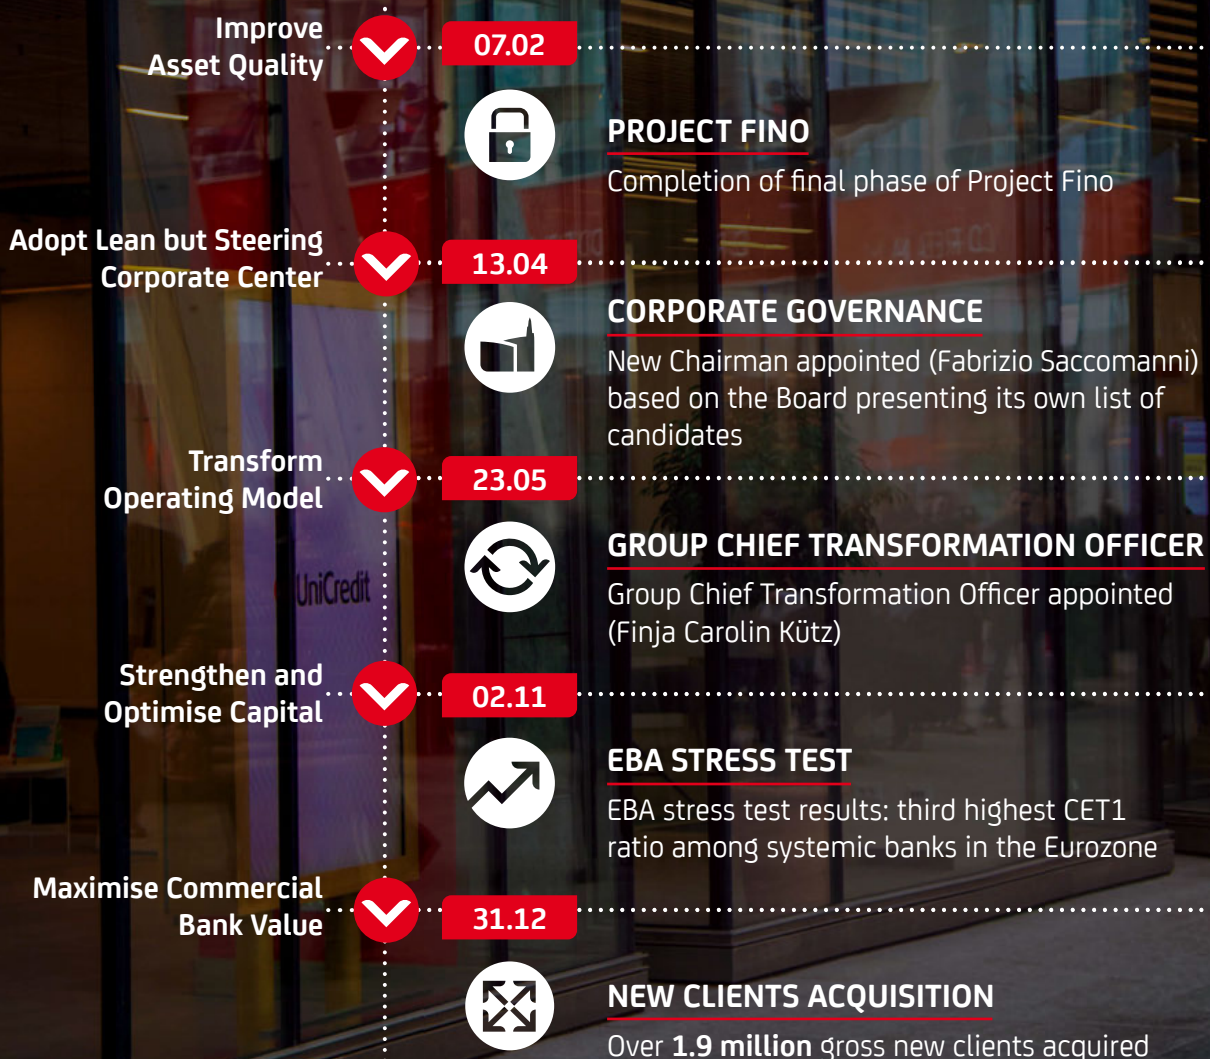 Improve
Asset Quality
07.02
PROJECT FINO
Completion of final phase of Project Fino
Adopt Lean but Steering
Corporate Center
13.04
CORPORATE GOVERNANCE
New Chairman appointed (Fabrizio Saccomanni)
based on the Board presenting its own list of
candidates
Transform
Operating Model
23.05
GROUP CHIEF TRANSFORMATION OFFICER
Group Chief Transformation Officer appointed
(Finja Carolin Kütz)
UniCredit
Strengthen and
Optimise Capital
02.11
EBA STRESS TEST
EBA stress test results: third highest CET1
ratio among systemic banks in the Eurozone
Maximise Commercial
Bank Value
31.12
NEW CLIENTS ACQUISITION
Over 1.9 million gross new clients acquired